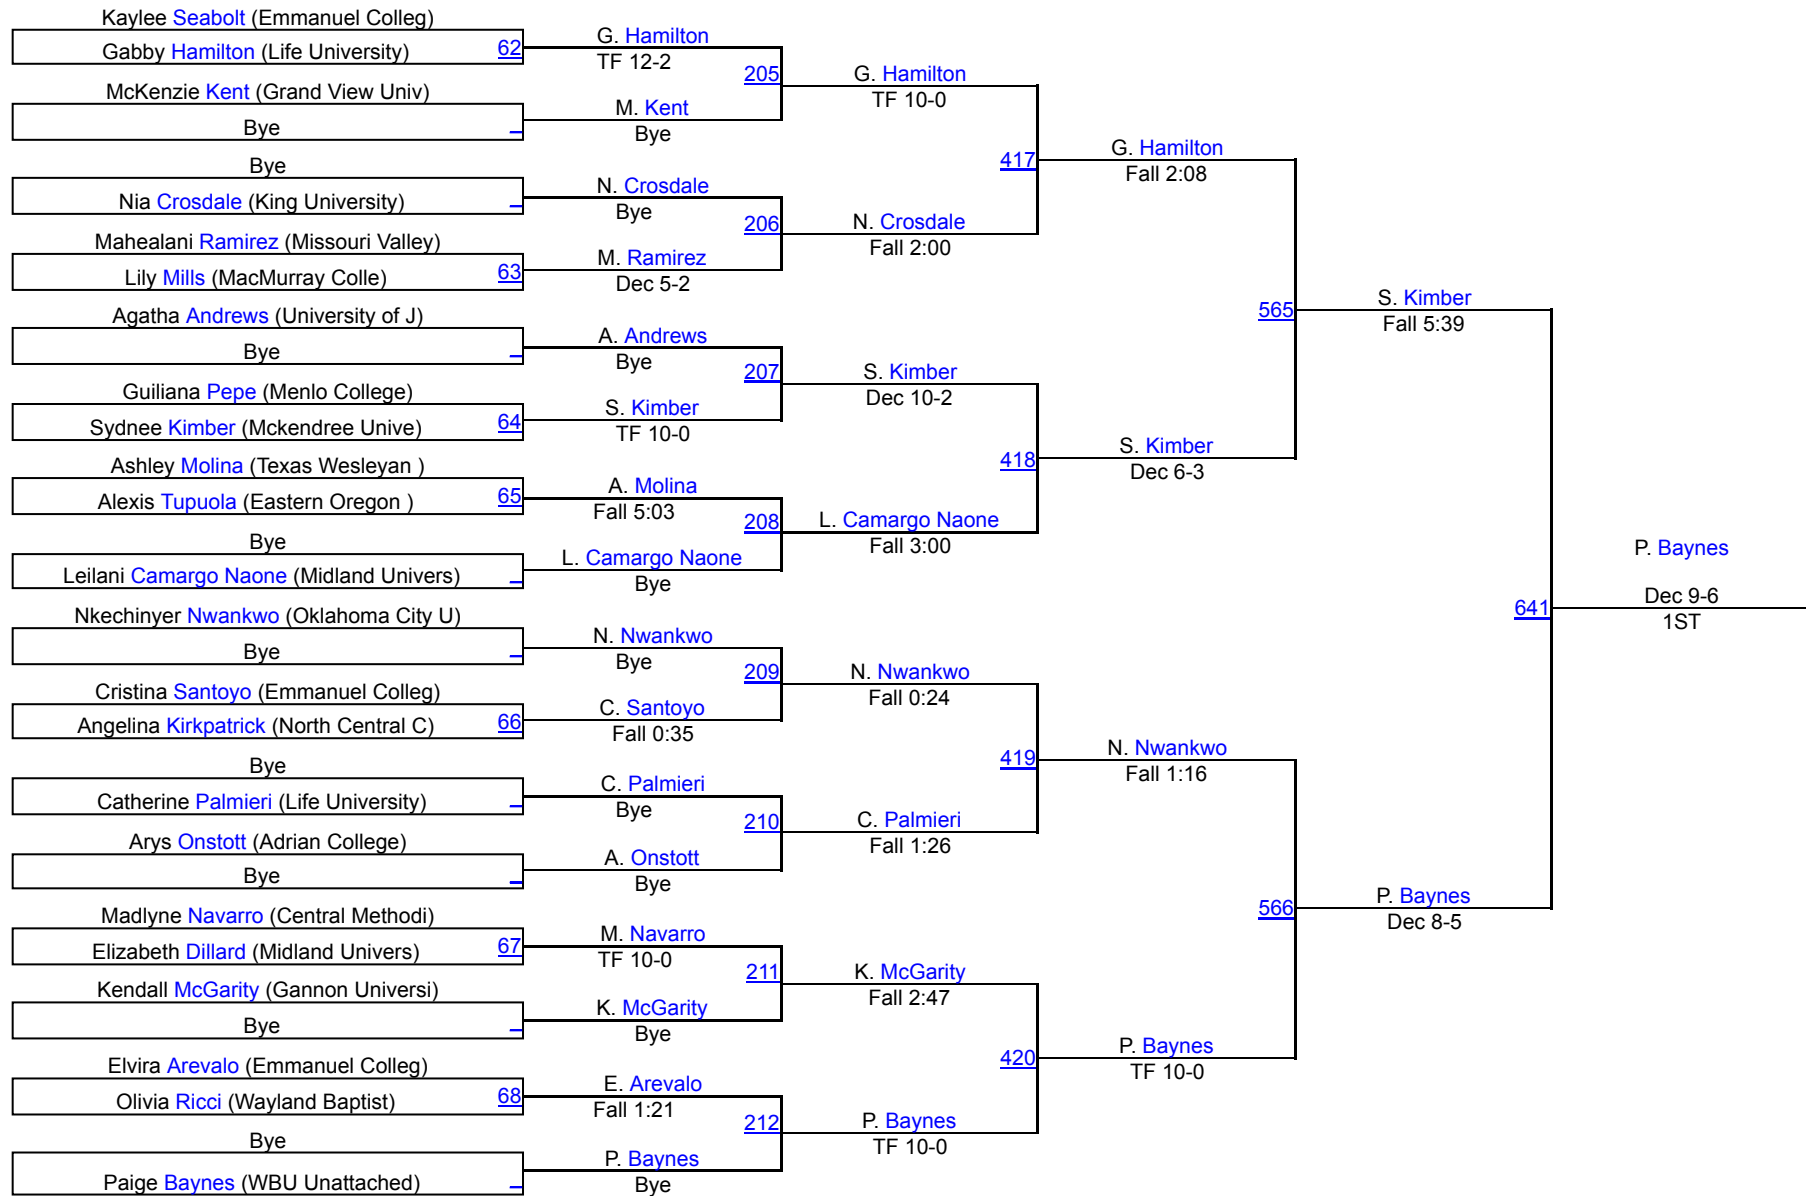 Kaylee Seabolt (Emmanuel Colleg)
Gabby Hamilton (Life University)
62
McKenzie Kent (Grand View Univ)
Bye
Bye
Nia Crosdale (King University)
Mahealani Ramirez (Missouri Valley)
Lily Mills (MacMurray Colle)
63
Agatha Andrews (University of J)
Bye
Guiliana Pepe (Menlo College)
Sydnee Kimber (Mckendree Unive)
64
Ashley Molina (Texas Wesleyan )
Alexis Tupuola (Eastern Oregon )
65
Bye
Leilani Camargo Naone (Midland Univers)
Nkechinyer Nwankwo (Oklahoma City U)
Bye
Cristina Santoyo (Emmanuel Colleg)
Angelina Kirkpatrick (North Central C)
66
Bye
Catherine Palmieri (Life University)
Arys Onstott (Adrian College)
Bye
Madlyne Navarro (Central Methodi)
Elizabeth Dillard (Midland Univers)
67
Kendall McGarity (Gannon Universi)
Bye
Elvira Arevalo (Emmanuel Colleg)
Olivia Ricci (Wayland Baptist)
68
Bye
Paige Baynes (WBU Unattached)
G. Hamilton
TF 12-2
205
M. Kent
Bye
N. Crosdale
Bye
206
M. Ramirez
Dec 5-2
A. Andrews
Bye
207
S. Kimber
TF 10-0
A. Molina
Fall 5:03
208
L. Camargo Naone
Bye
N. Nwankwo
Bye
209
C. Santoyo
Fall 0:35
C. Palmieri
Bye
210
A. Onstott
Bye
M. Navarro
TF 10-0
211
K. McGarity
Bye
E. Arevalo
Fall 1:21
212
P. Baynes
Bye
G. Hamilton
TF 10-0
417
N. Crosdale
Fall 2:00
S. Kimber
Dec 10-2
418
L. Camargo Naone
Fall 3:00
N. Nwankwo
Fall 0:24
419
C. Palmieri
Fall 1:26
K. McGarity
Fall 2:47
420
P. Baynes
TF 10-0
G. Hamilton
Fall 2:08
565
S. Kimber
Dec 6-3
N. Nwankwo
Fall 1:16
566
P. Baynes
TF 10-0
S. Kimber
Fall 5:39
641
P. Baynes
Dec 8-5
P. Baynes
Dec 9-6
1ST